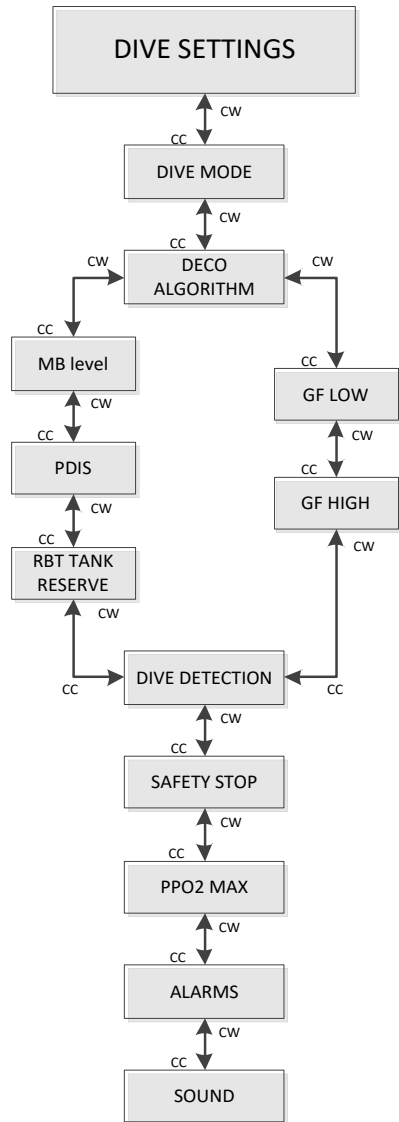 DIVE SETTINGS
CW
CC
DIVE MODE
CW
CC
DECO
ALGORITHM
CW
CW
CC
CC
MB level
GF LOW
CW
CW
CC
CC
PDIS
GF HIGH
CW
CW
CC
RBT TANK
RESERVE
CW
CC
CC
DIVE DETECTION
CW
CC
SAFETY STOP
CW
CC
PPO2 MAX
CW
CC
ALARMS
CW
CC
SOUND